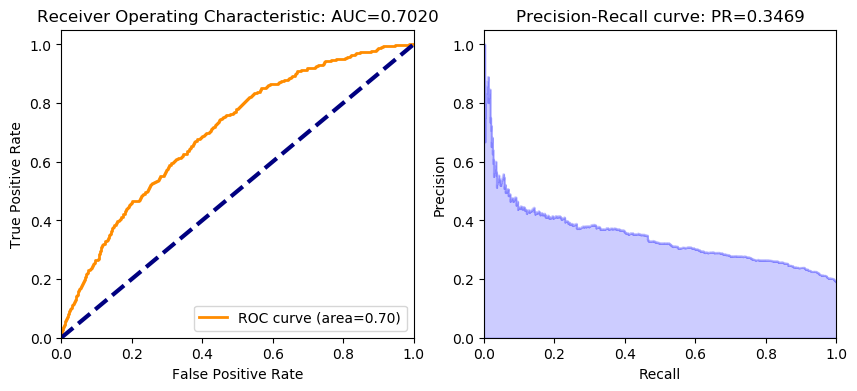 Receiver Operating Characteristic: AUC=0.7020
True Positive Rate
1.0
0.8
0.6
0.4
0.2
0.0
ROC curve (area=0.70)
0.0 0.2 0.4 0.6 0.8 1.0
False Positive Rate
Precision-Recall curve: PR=0.3469
Precision
1.0
0.8
0.6
0.4
0.2
0.0
0.0 0.2 0.4 0.6 0.8 1.0
Recall